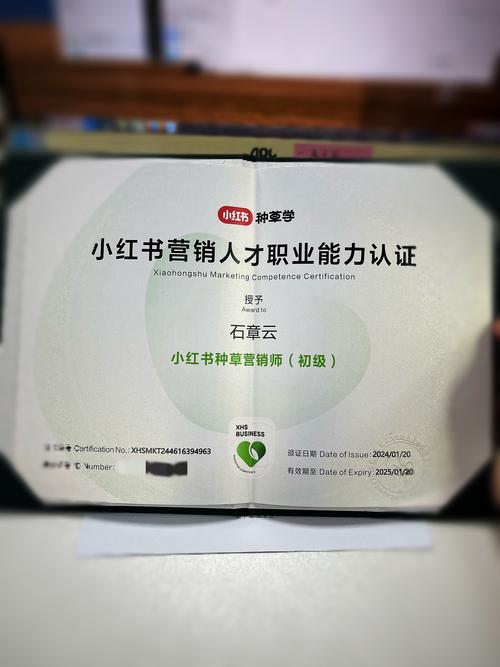 小红书 种草学
小红书营销人才职业能力认证
Xiaohongshu Marketing Competence Certification
授予
Award to
石章云
小红书种草营销师（初级）
XHS
BUSINESS
Certification No.: XHSMKT244616394963
ID Number:
颁证日期 Date of Issue: 2024/01/20
有效期至 Date of Expiry: 2025/01/20